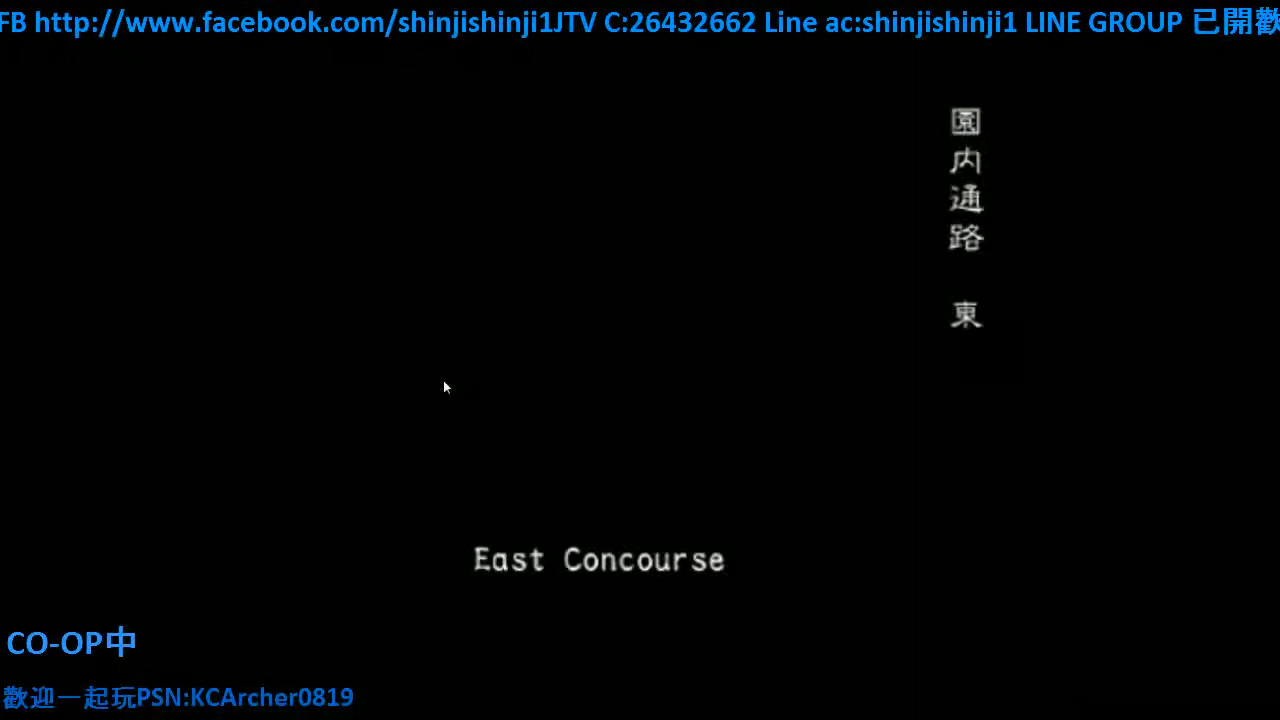 FB http://www.facebook.com/shinjishinji1JTV C:26432662 Line ac:shinjishinji1 LINE GROUP 已開歡
園内通路 東
East Concourse
CO-OP中
歡迎一起玩PSN:KCArcher0819